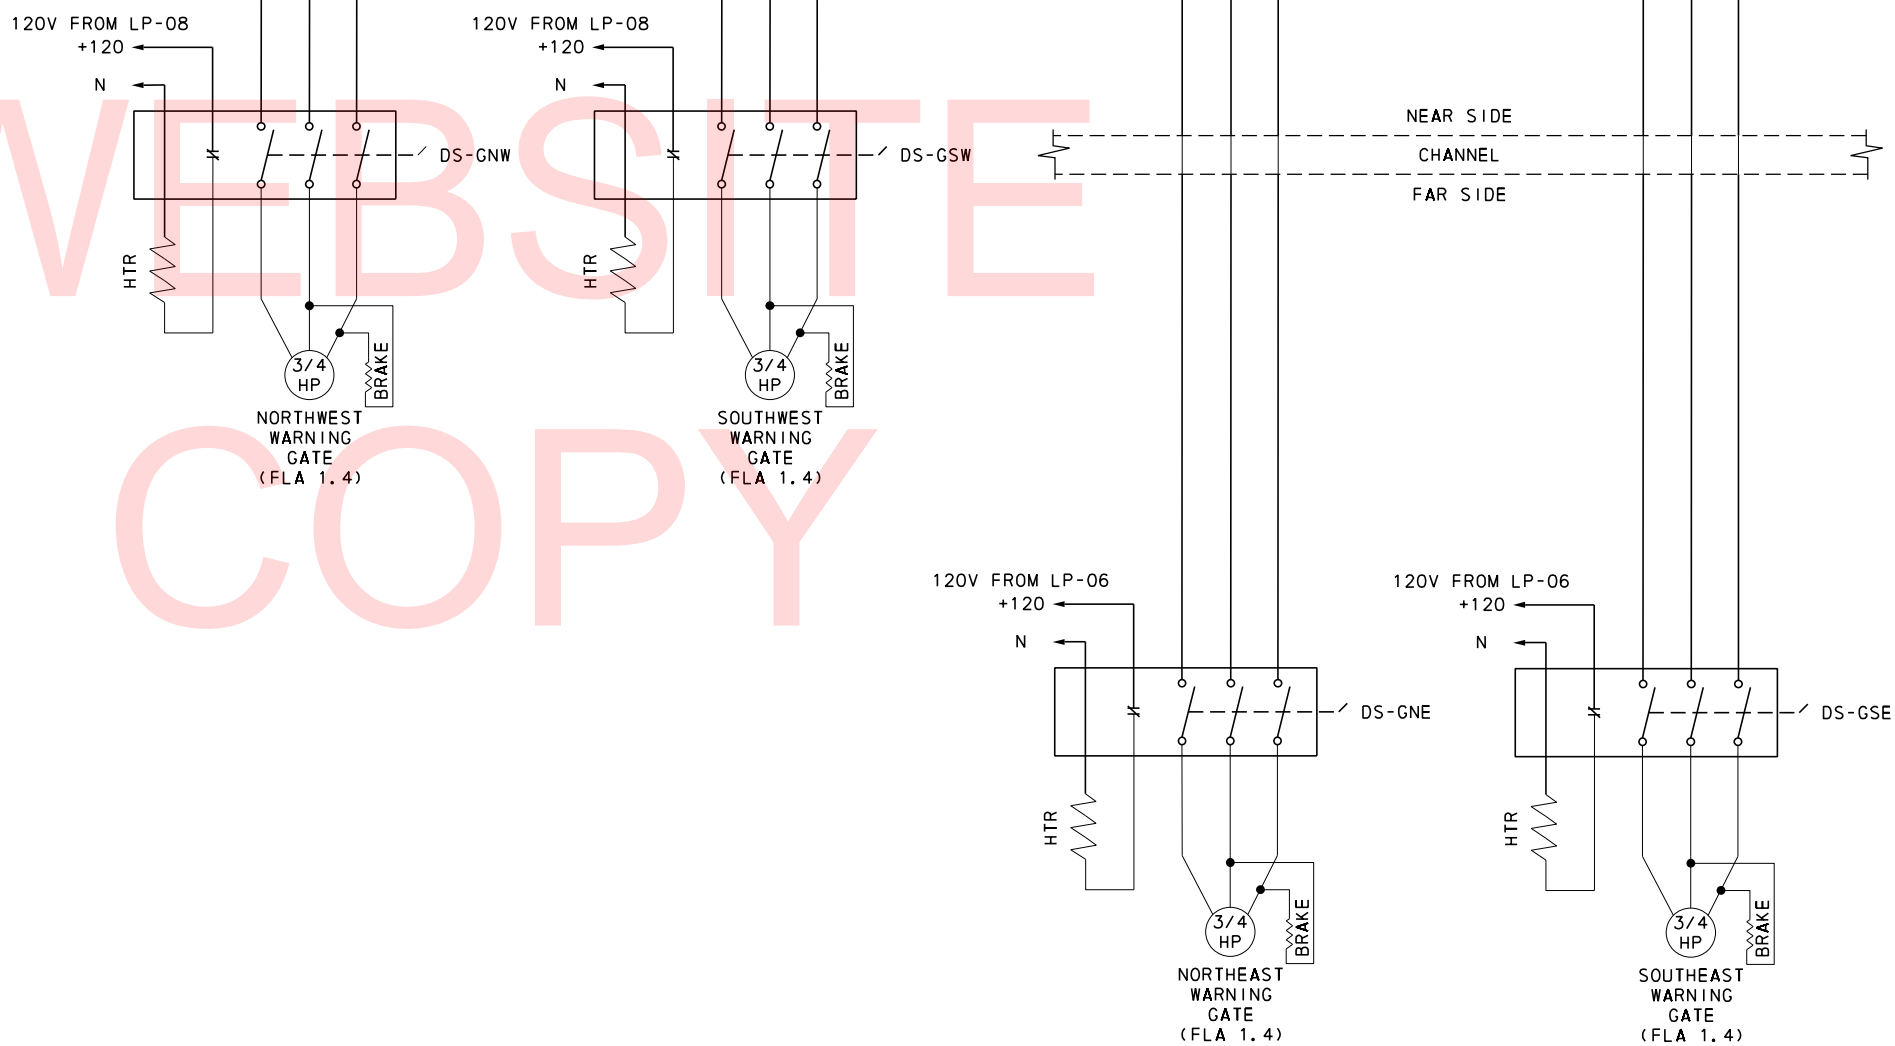 120V FROM LP-08
+120
N
DS-GNW
HTR
3/4
HP
BRAKE
NORTHWEST
WARNING
GATE
(FLA 1.4)
120V FROM LP-08
+120
N
DS-GSW
HTR
3/4
HP
BRAKE
SOUTHWEST
WARNING
GATE
(FLA 1.4)
NEAR SIDE
CHANNEL
FAR SIDE
WEBSITE
COPY
120V FROM LP-06
+120
N
DS-GNE
HTR
3/4
HP
BRAKE
NORTHEAST
WARNING
GATE
(FLA 1.4)
120V FROM LP-06
+120
N
DS-GSE
HTR
3/4
HP
BRAKE
SOUTHEAST
WARNING
GATE
(FLA 1.4)